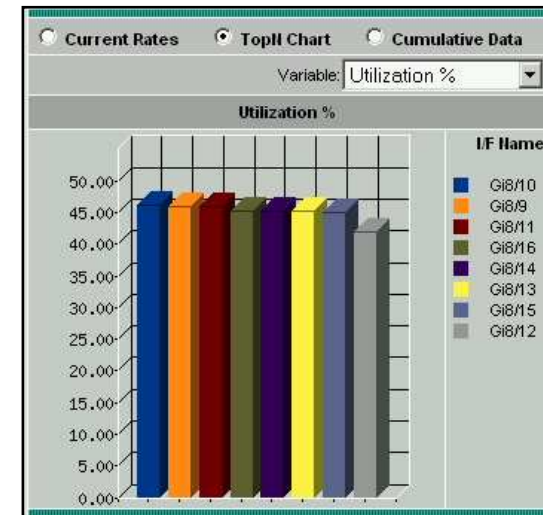 Current Rates TopN Chart Cumulative Data
Variable: Utilization %
Utilization %
I/F Name
50.00
45.00
40.00
35.00
30.00
25.00
20.00
15.00
10.00
5.00
0.00
Gi8/10
Gi8/9
Gi8/11
Gi8/16
Gi8/14
Gi8/13
Gi8/15
Gi8/12